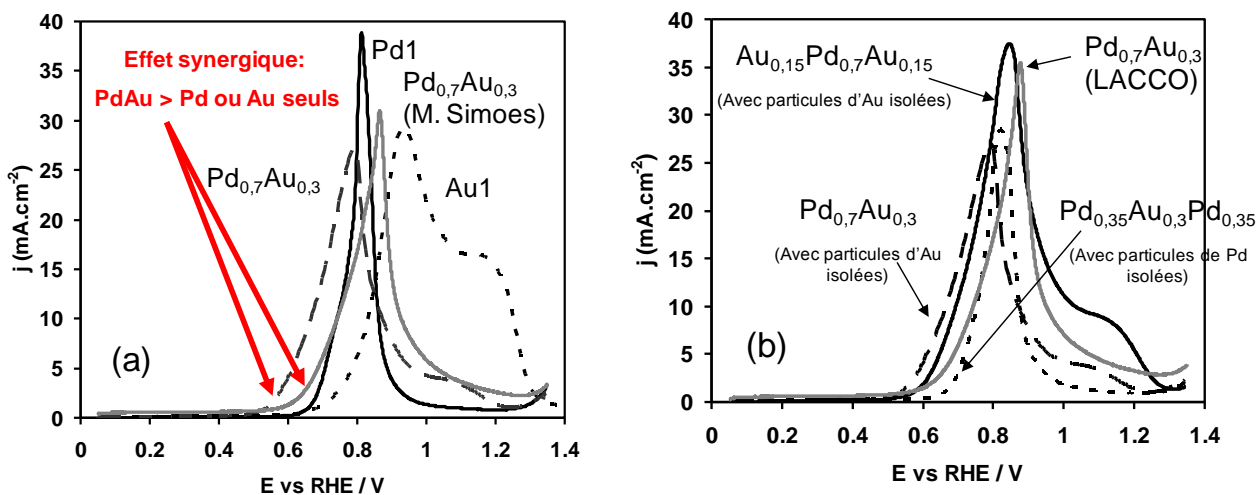 40
35
30
25
20
15
10
5
0
j (mA.cm-2)
Effet synergique:
PdAu > Pd ou Au seuls
Pd1
Pd0,7Au0,3
(M. Simoes)
Pd0,7Au0,3
Au1
(a)
0 0.2 0.4 0.6 0.8 1 1.2 1.4
E vs RHE / V
40
35
30
25
20
15
10
5
0
j (mA.cm-2)
Au0,15Pd0,7Au0,15
(Avec particules d'Au isolées)
Pd0,7Au0,3
(LACCO)
Pd0,7Au0,3
(Avec particules d'Au
isolées)
Pd0,35Au0,3Pd0,35
(Avec particules de Pd
isolées)
(b)
0 0.2 0.4 0.6 0.8 1 1.2 1.4
E vs RHE / V